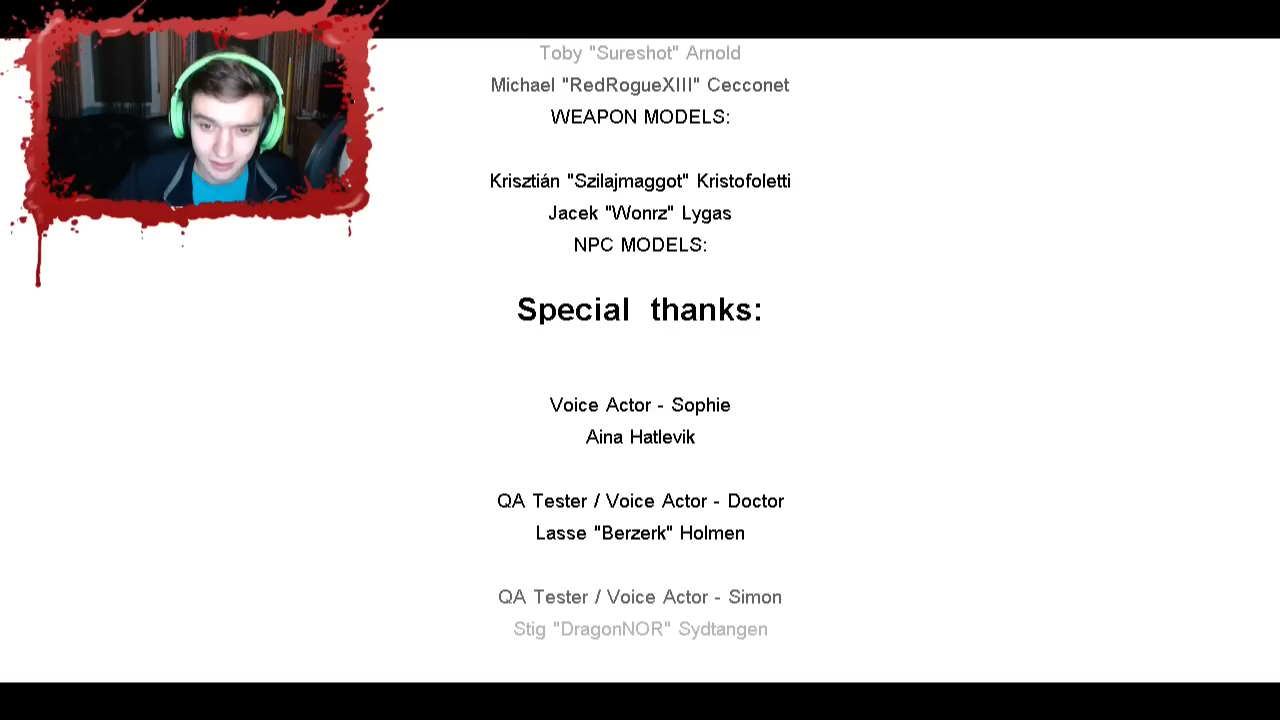 Toby "Sureshot" Arnold
Michael "RedRogueXIII" Cecconet
WEAPON MODELS:
Krisztián "Szilajmaggot" Kristofoletti
Jacek "Wonrz" Lygas
NPC MODELS:
Special thanks:
Voice Actor - Sophie
Aina Hatlevik
QA Tester / Voice Actor - Doctor
Lasse "Berzerk" Holmen
QA Tester / Voice Actor - Simon
Stig "DragonNOR" Sydtangen